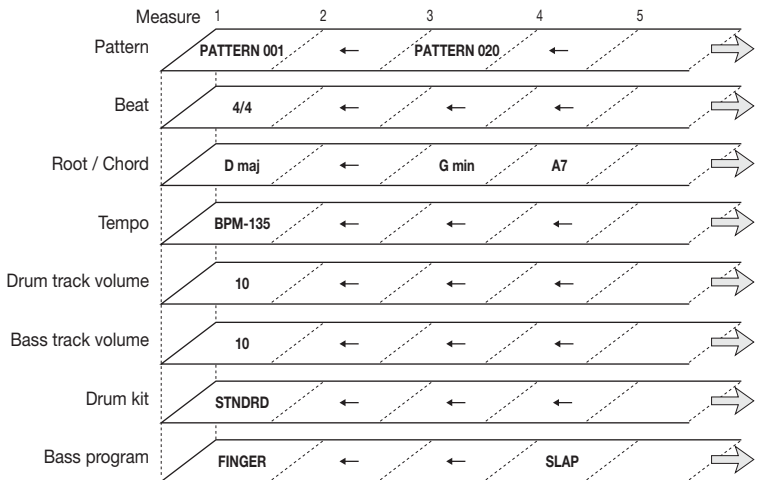 Measure 1 2 3 4 5
Pattern PATTERN 001 ← PATTERN 020 ←
Beat 4/4 ← ← ←
Root / Chord D maj ← G min A7
Tempo BPM-135 ← ← ←
Drum track volume 10 ← ← ←
Bass track volume 10 ← ← ←
Drum kit STNDRD ← ← ←
Bass program FINGER ← ← SLAP